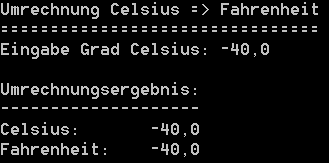 Umrechnung Celsius => Fahrenheit
================================
Eingabe Grad Celsius: -40,0
Umrechnungsergebnis:
--------------------
Celsius: -40,0
Fahrenheit: -40,0